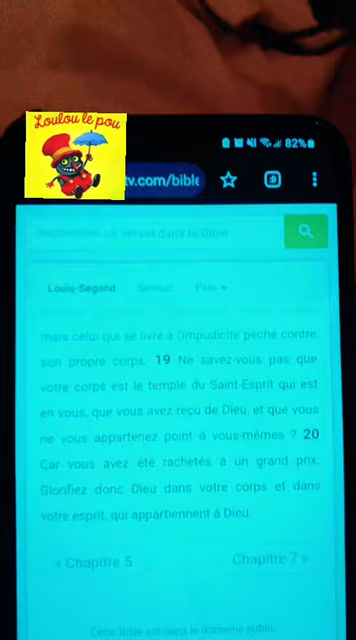 Loulou le pou
82%
tv.com/bible
:D
dans la Bible
Louis-Segond
mais celui qui se livre à l'impudicité pèche contre
son propre corps. 19 Ne savez-vous pas que
votre corps est le temple du Saint-Esprit qui est
en vous, que vous avez reçu de Dieu, et que vous
ne vous appartenez point à vous-mêmes ? 20
Car vous avez été rachetés à un grand prix.
Glorifiez donc Dieu dans votre corps et dans
votre esprit, qui appartiennent à Dieu.
« Chapitre 5
Chapitre 7 »
Cette Bible est dans le domaine public.